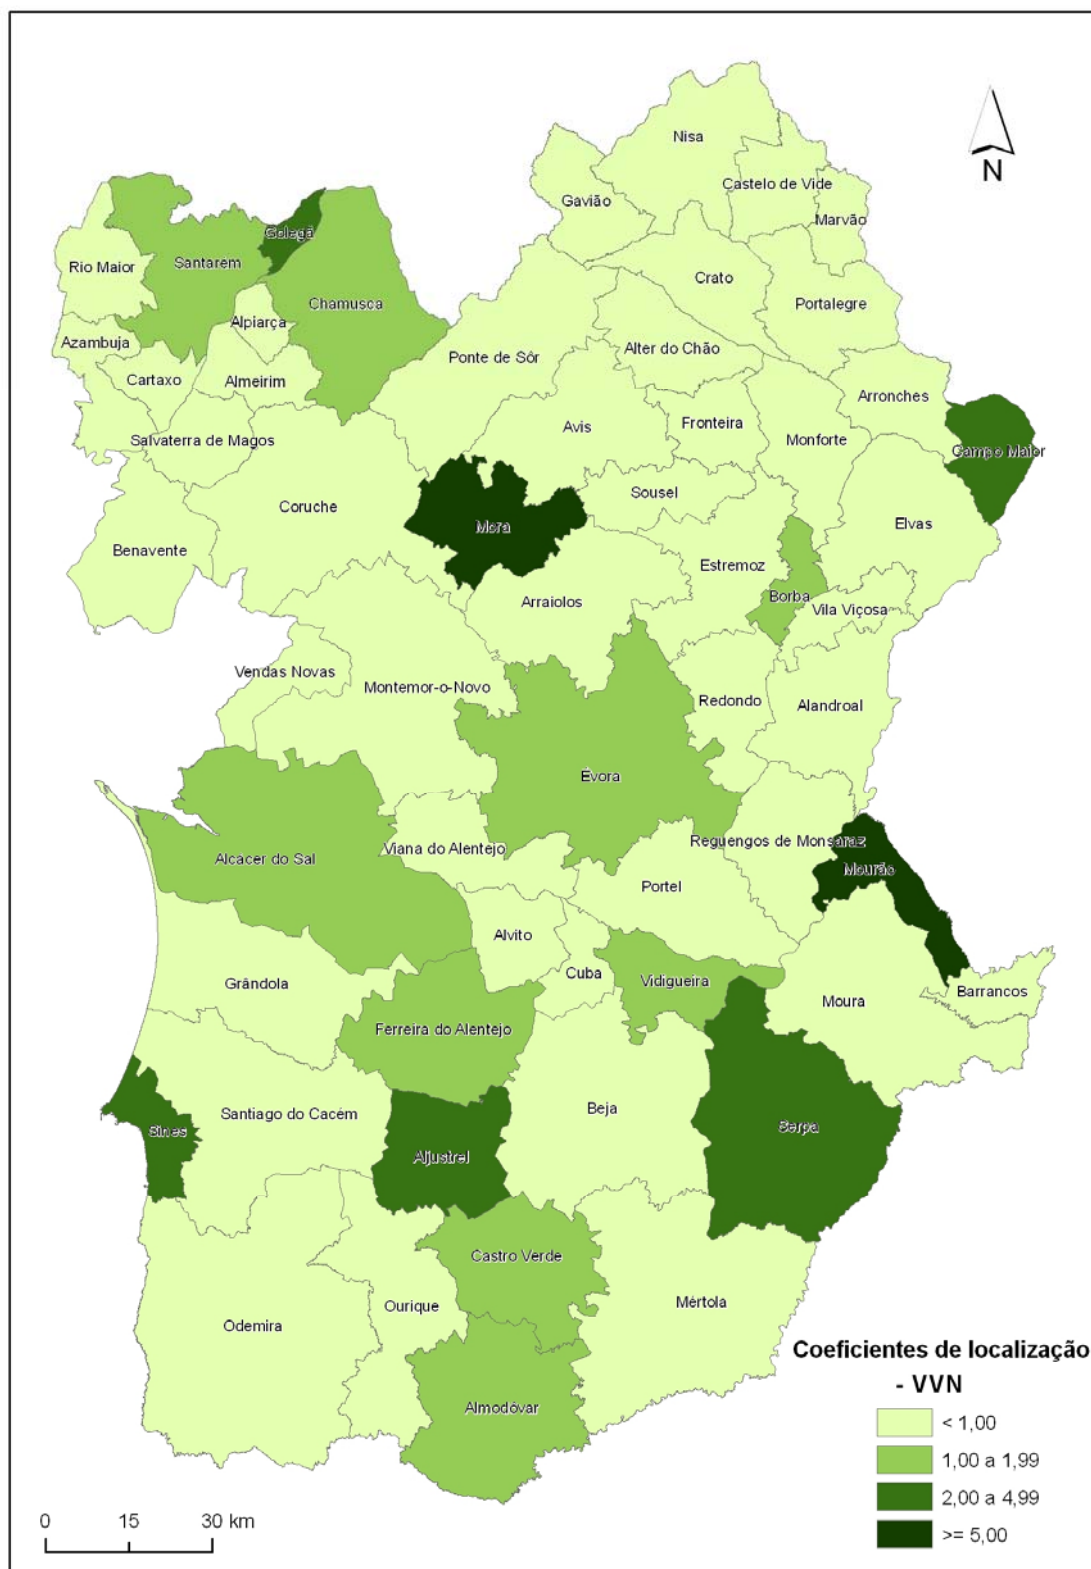 N
Nisa
Castelo de Vide
Gavião
Marvão
Golegã
Rio Maior
Santarem
Crato
Chamusca
Portalegre
Alpiarça
Azambuja
Ponte de Sôr
Alter do Chão
Cartaxo
Almeirim
Arronches
Fronteira
Avis
Monforte
Salvaterra de Magos
Campo Maior
Sousel
Coruche
Mora
Elvas
Benavente
Estremoz
Borba
Arraiolos
Vila Viçosa
Vendas Novas
Montemor-o-Novo
Redondo
Alandroal
Évora
Reguengos de Monsaraz
Viana do Alentejo
Alcácer do Sal
Mourão
Portel
Alvito
Cuba
Vidigueira
Grândola
Barrancos
Moura
Ferreira do Alentejo
Beja
Santiago do Cacém
Sines
Serpa
Aljustrel
Castro Verde
Mértola
Ourique
Odemira
Almodóvar
Coeficientes de localização
- VVN
< 1,00
1,00 a 1,99
2,00 a 4,99
>= 5,00
0 15 30 km